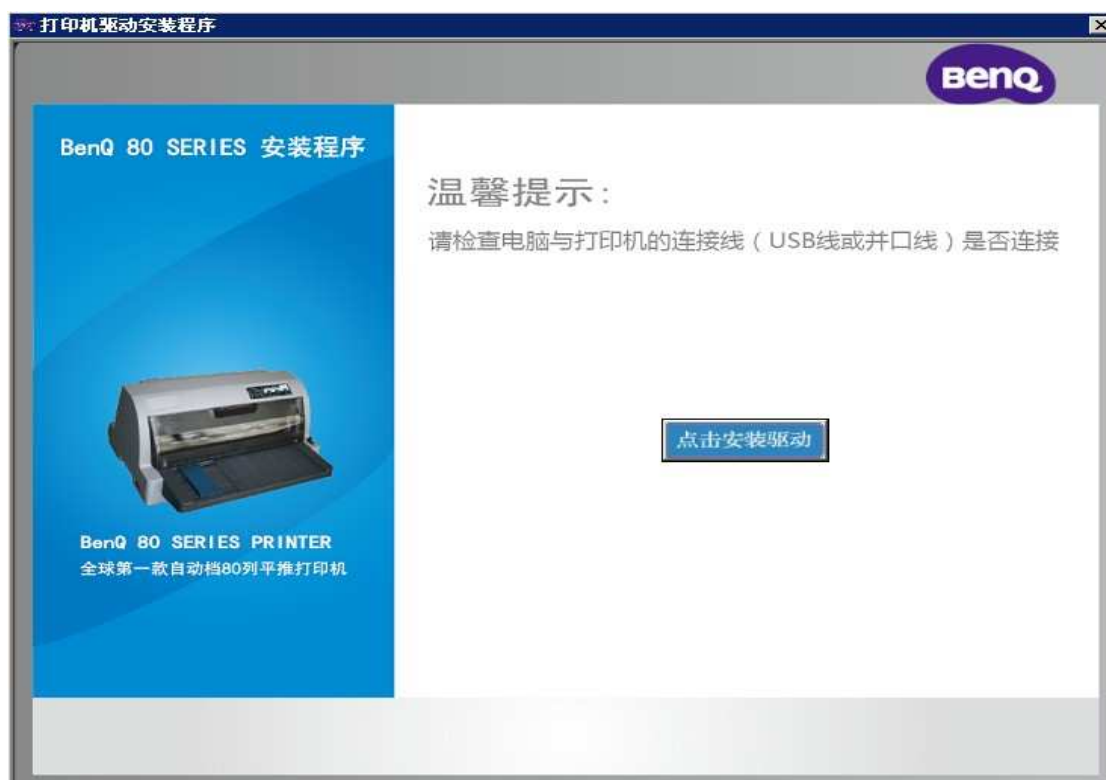 打印机驱动安装程序
BenQ
BenQ 80 SERIES 安装程序
温馨提示:
请检查电脑与打印机的连接线(USB线或并口线)是否连接
点击安装驱动
BenQ 80 SERIES PRINTER
全球第一款自动档80列平推打印机